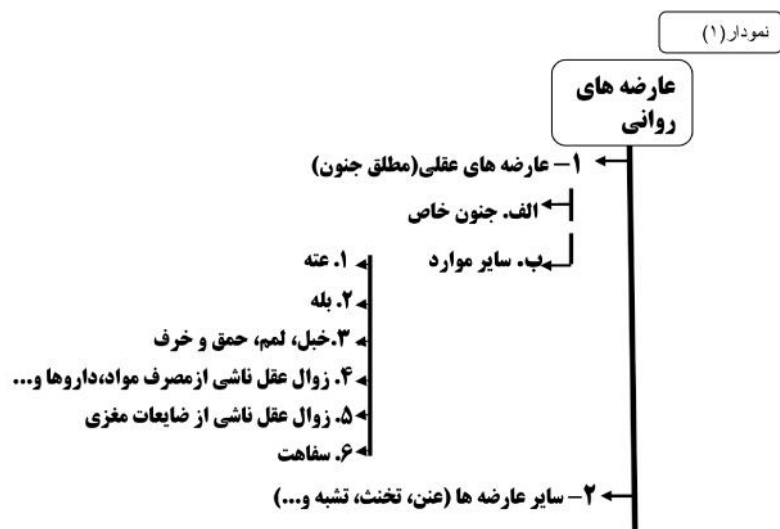 نمودار(۱)
عارضه های
روانی
۱– عارضه های عقلی(مطلق جنون)
الف. جنون خاص
ب. سایر موارد
۱. عته
۲. بله
۳.خبل، لمم، حمق و خرف
۴. زوال عقل ناشی ازمصرف مواد،داروها و...
۵. زوال عقل ناشی از ضایعات مغزی
۶. سفاهت
۲– سایر عارضه ها (عنن، تخنث، تشبه و...)